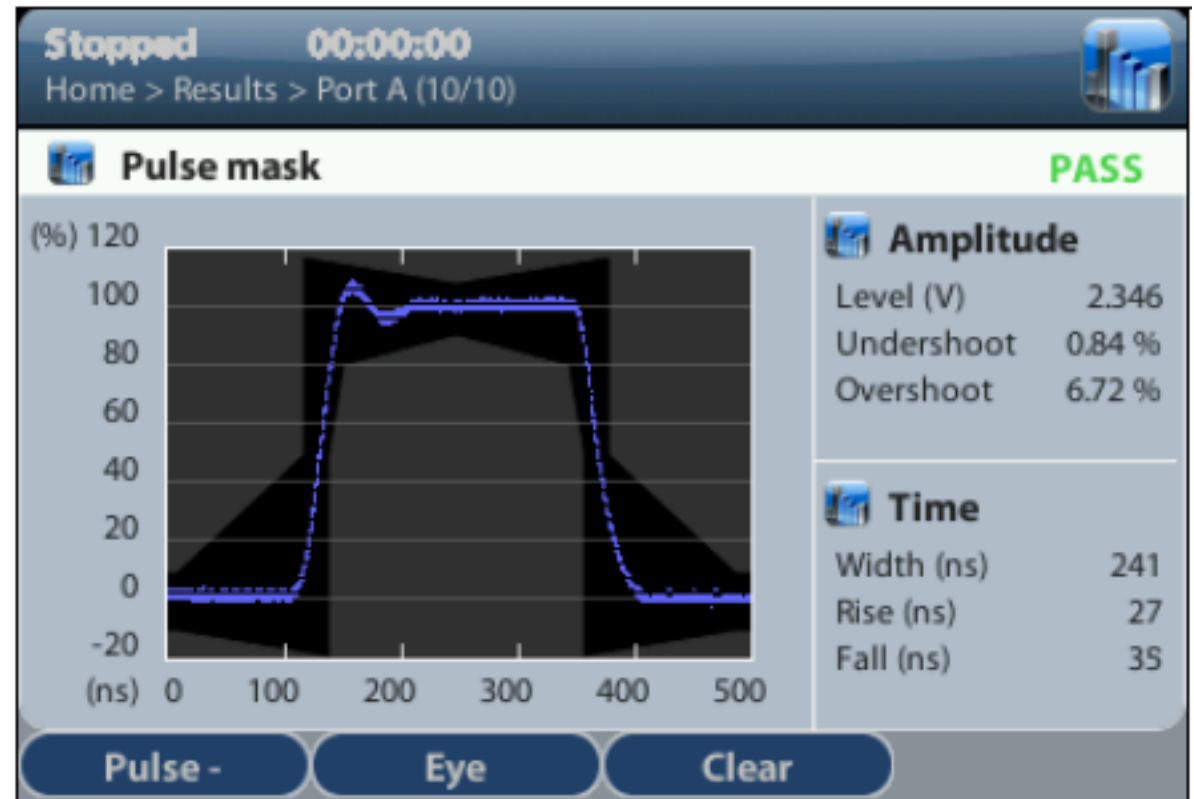 Stopped 00:00:00
Home > Results > Port A (10/10)
Pulse mask PASS
(%) 120
100
80
60
40
20
0
-20
(ns) 0 100 200 300 400 500
Amplitude
Level (V) 2.346
Undershoot 0.84 %
Overshoot 6.72 %
Time
Width (ns) 241
Rise (ns) 27
Fall (ns) 35
Pulse - Eye Clear